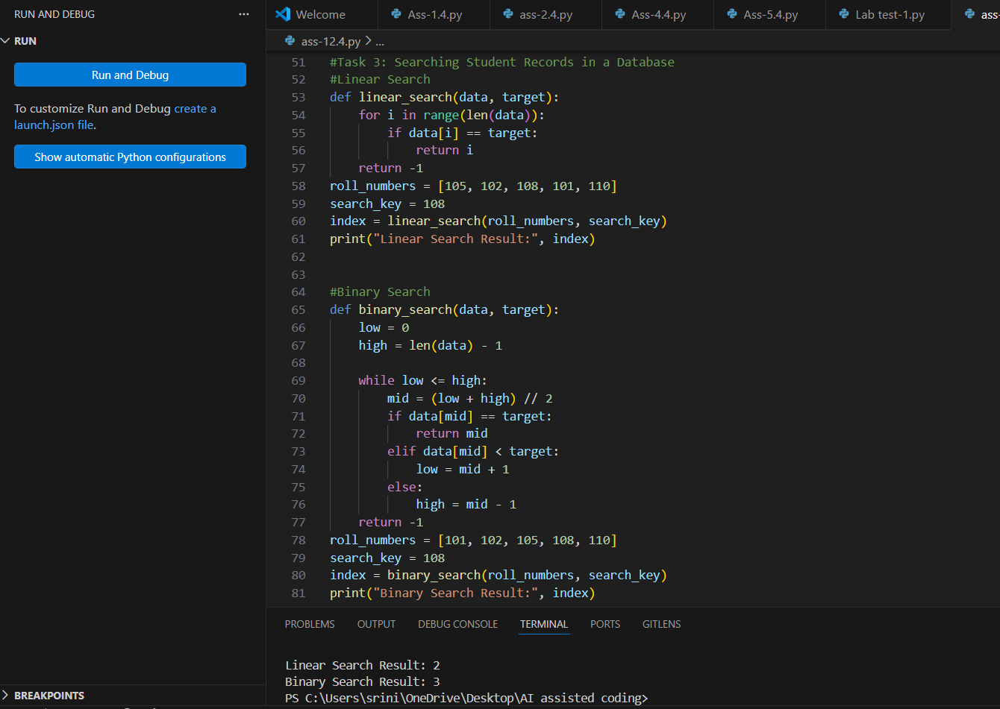 RUN AND DEBUG ...
RUN
Run and Debug
To customize Run and Debug create a
launch.json file.
Show automatic Python configurations
BREAKPOINTS
Welcome Ass-1.4.py ass-2.4.py Ass-4.4.py Ass-5.4.py Lab test-1.py ass-
ass-12.4.py > ...
51 #Task 3: Searching Student Records in a Database
52 #Linear Search
53 def linear_search(data, target):
54     for i in range(len(data)):
55         if data[i] == target:
56             return i
57     return -1
58 roll_numbers = [105, 102, 108, 101, 110]
59 search_key = 108
60 index = linear_search(roll_numbers, search_key)
61 print("Linear Search Result:", index)
62
63
64 #Binary Search
65 def binary_search(data, target):
66     low = 0
67     high = len(data) - 1
68
69     while low <= high:
70         mid = (low + high) // 2
71         if data[mid] == target:
72             return mid
73         elif data[mid] < target:
74             low = mid + 1
75         else:
76             high = mid - 1
77     return -1
78 roll_numbers = [101, 102, 105, 108, 110]
79 search_key = 108
80 index = binary_search(roll_numbers, search_key)
81 print("Binary Search Result:", index)
PROBLEMS OUTPUT DEBUG CONSOLE TERMINAL PORTS GITLENS
Linear Search Result: 2
Binary Search Result: 3
PS C:\Users\srini\OneDrive\Desktop\AI assisted coding>